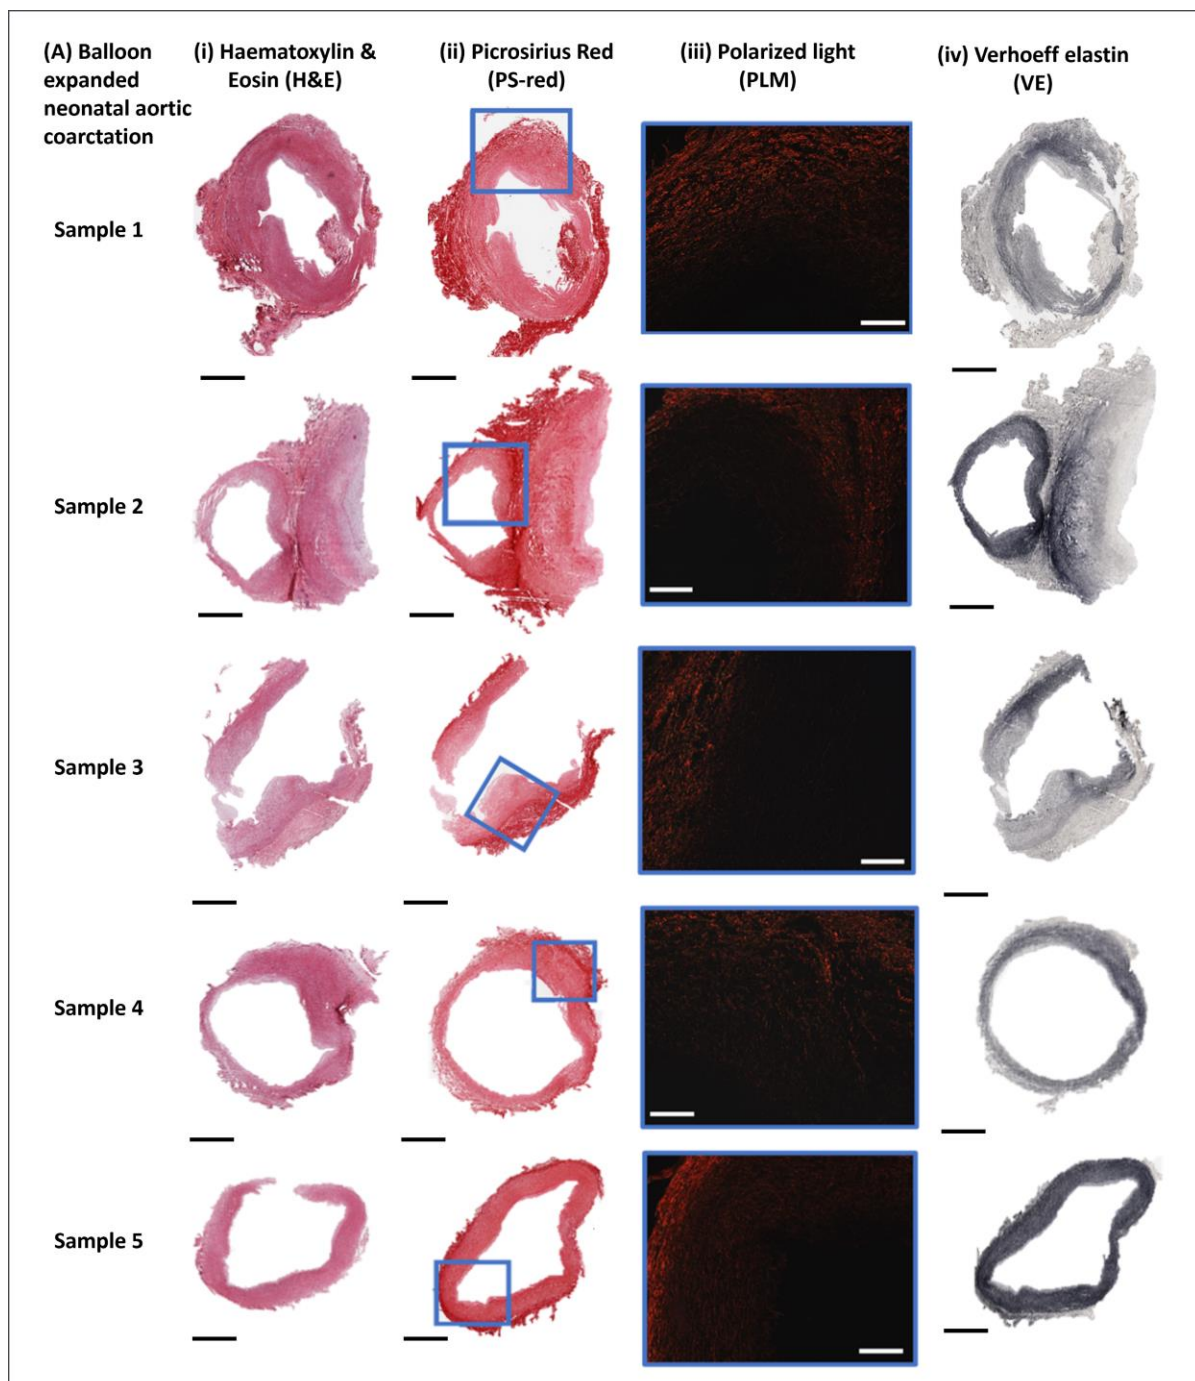 (A) Balloon
expanded
neonatal aortic
coarctation
(i) Haematoxylin &
Eosin (H&E)
(ii) Picrosirius Red
(PS-red)
(iii) Polarized light
(PLM)
(iv) Verhoeff elastin
(VE)
Sample 1
Sample 2
Sample 3
Sample 4
Sample 5